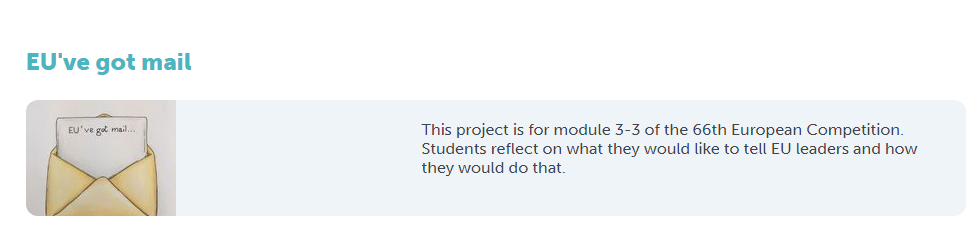 EU've got mail
EU've got mail...
This project is for module 3-3 of the 66th European Competition.
Students reflect on what they would like to tell EU leaders and how
they would do that.